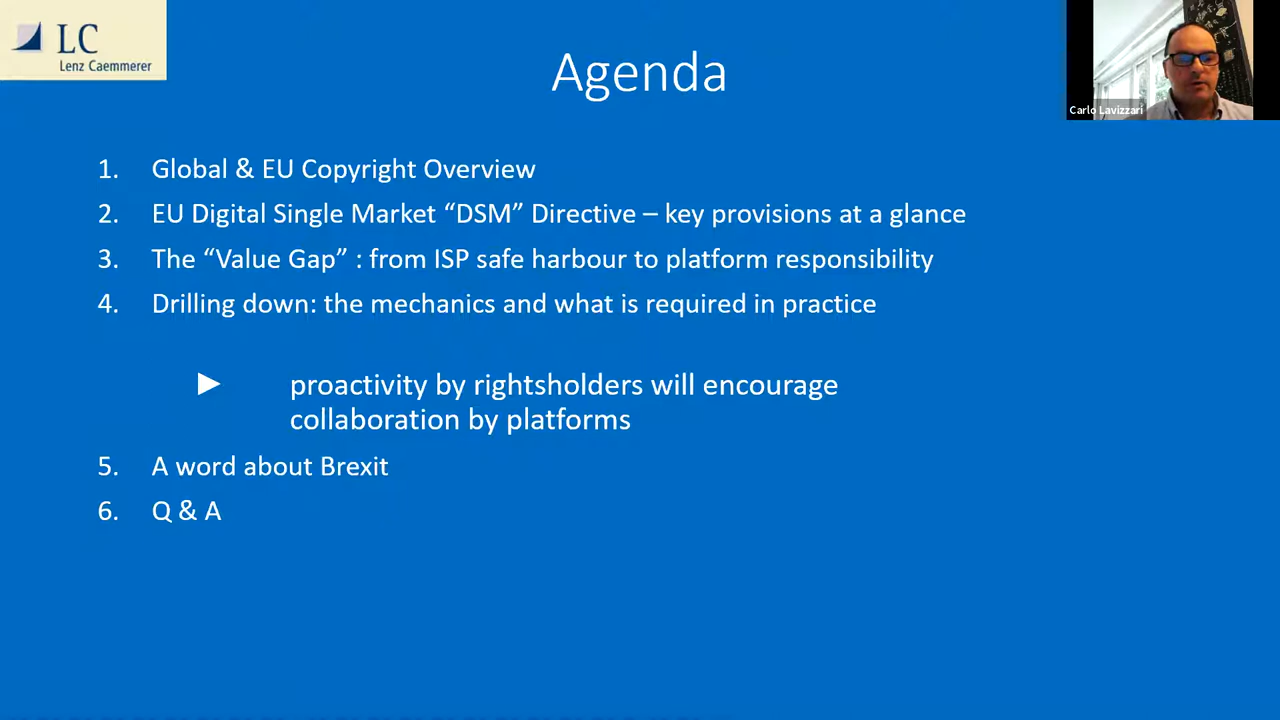 LC
Lenz Caemmerer
Agenda
Carlo Lavizzari
1. Global & EU Copyright Overview
2. EU Digital Single Market “DSM” Directive – key provisions at a glance
3. The “Value Gap” : from ISP safe harbour to platform responsibility
4. Drilling down: the mechanics and what is required in practice
► proactivity by rightsholders will encourage
collaboration by platforms
5. A word about Brexit
6. Q & A